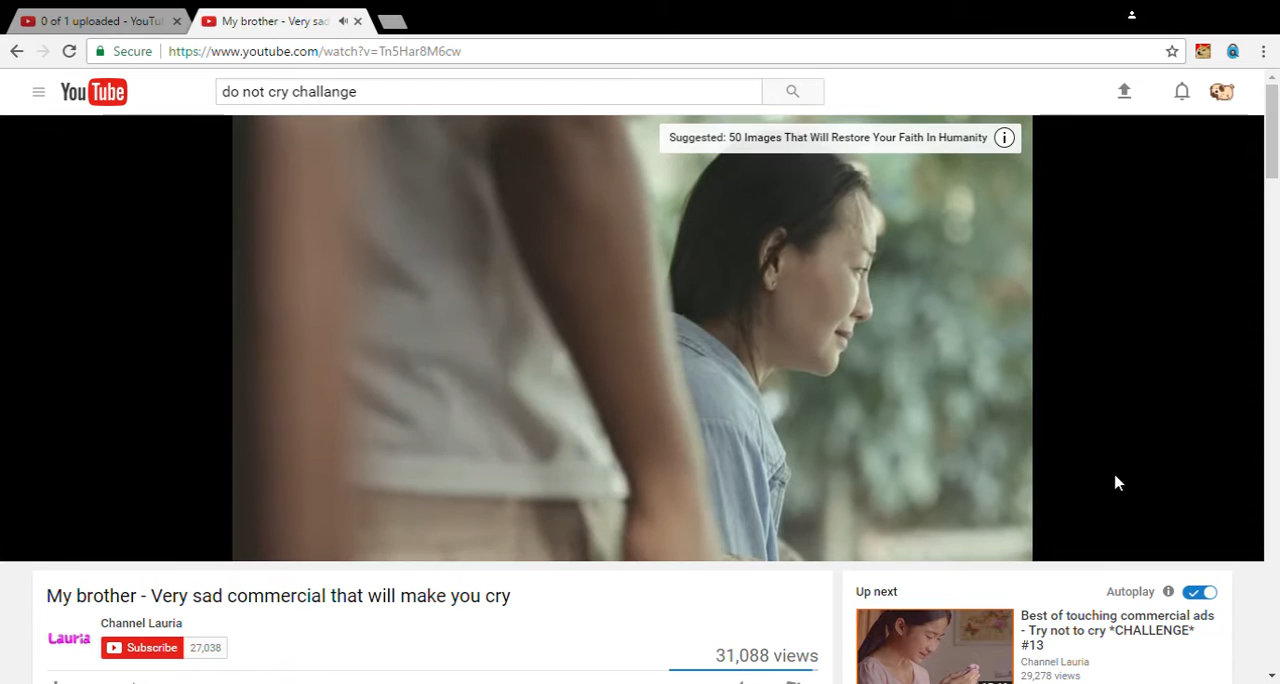 0 of 1 uploaded - YouTu
My brother - Very sad
Secure
https://www.youtube.com/watch?v=Tn5Har8M6cw
YouTube
do not cry challange
Suggested: 50 Images That Will Restore Your Faith In Humanity
My brother - Very sad commercial that will make you cry
Lauria
Channel Lauria
Subscribe 27,038
31,088 views
Up next
Autoplay
Best of touching commercial ads
- Try not to cry *CHALLENGE*
#13
Channel Lauria
29,278 views